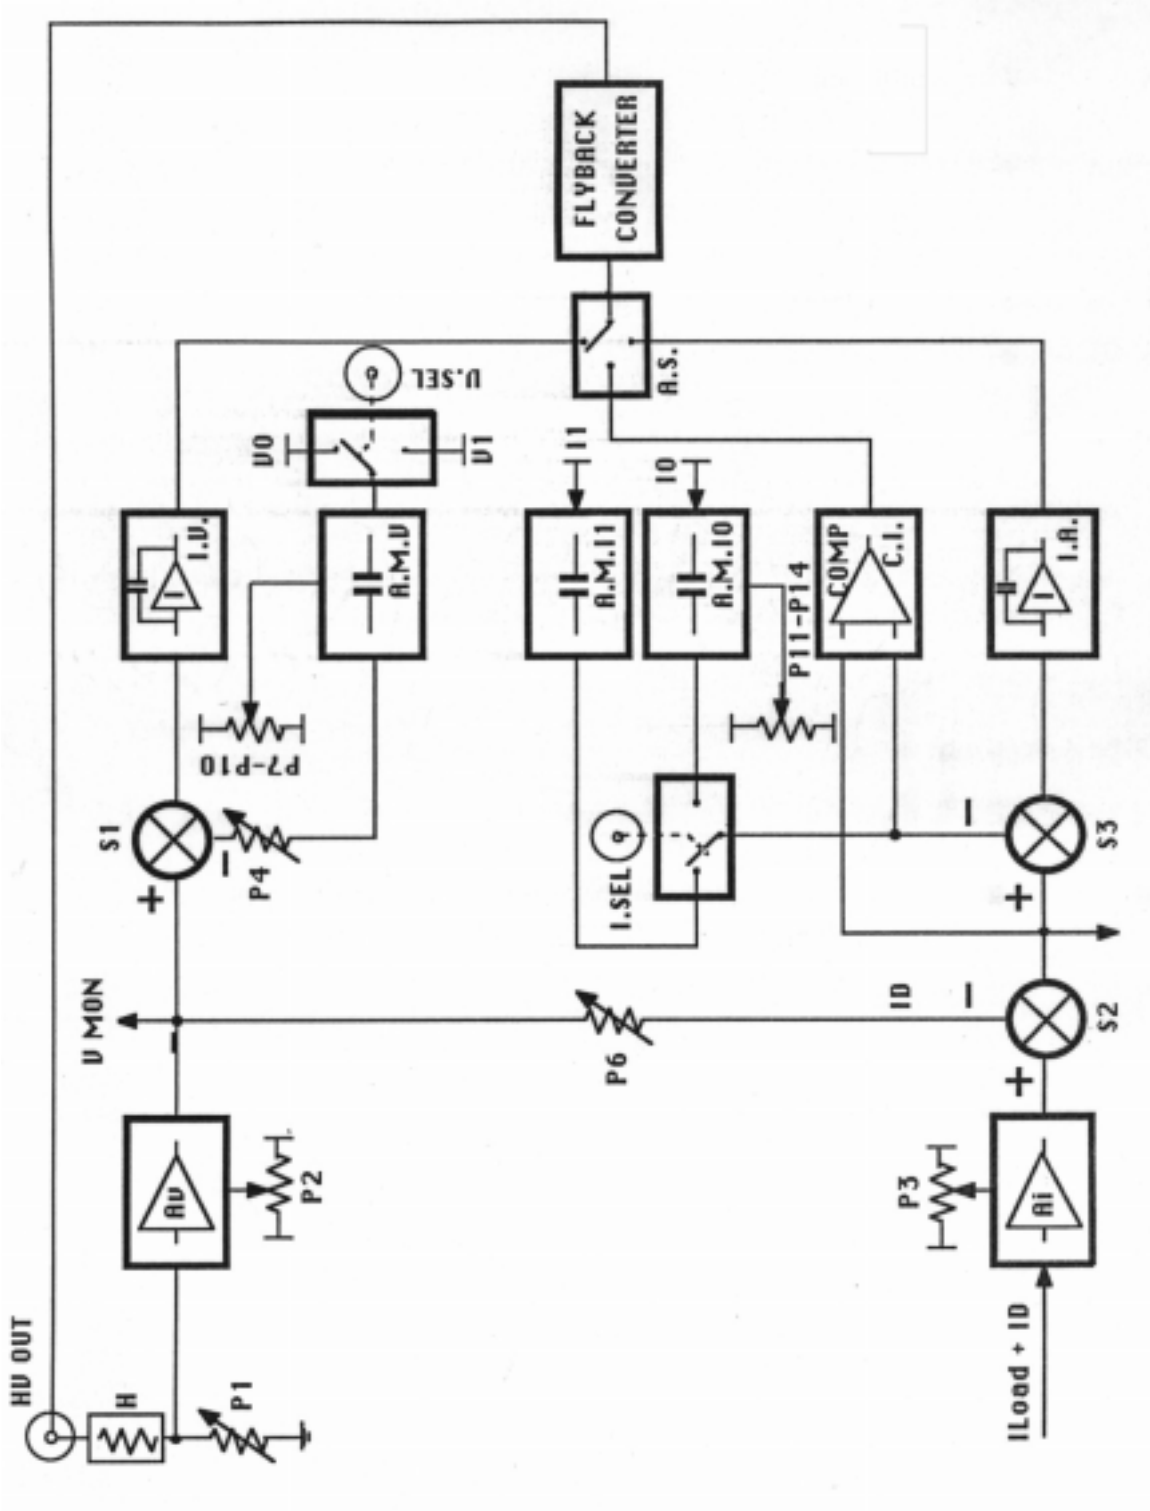 HV OUT
H
P1
Av
P2
V MON
S1
P4
P7-P10
I.V.
A.M.V
V0
V1
V.SEL
FLYBACK
CONVERTER
A.S.
P6
I.SEL
A.M.I1
I1
A.M.I0
I0
P11-P14
COMP
C.I.
ID
P3
Ai
ILoad + ID
S2
S3
I.A.